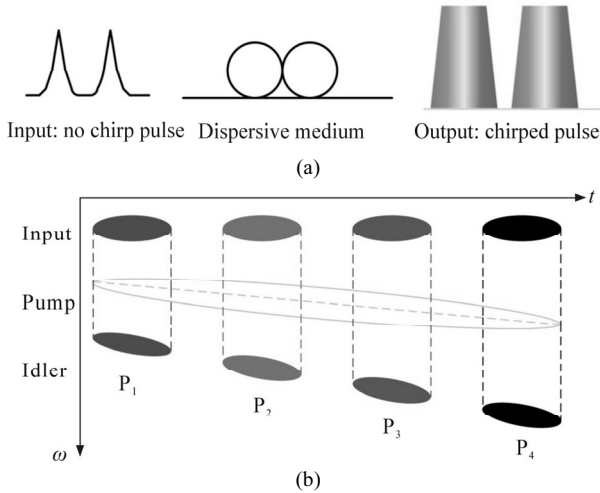 Input: no chirp pulse Dispersive medium Output: chirped pulse
(a)
t
Input
Pump
Idler
P1 P2 P3 P4
ω
(b)